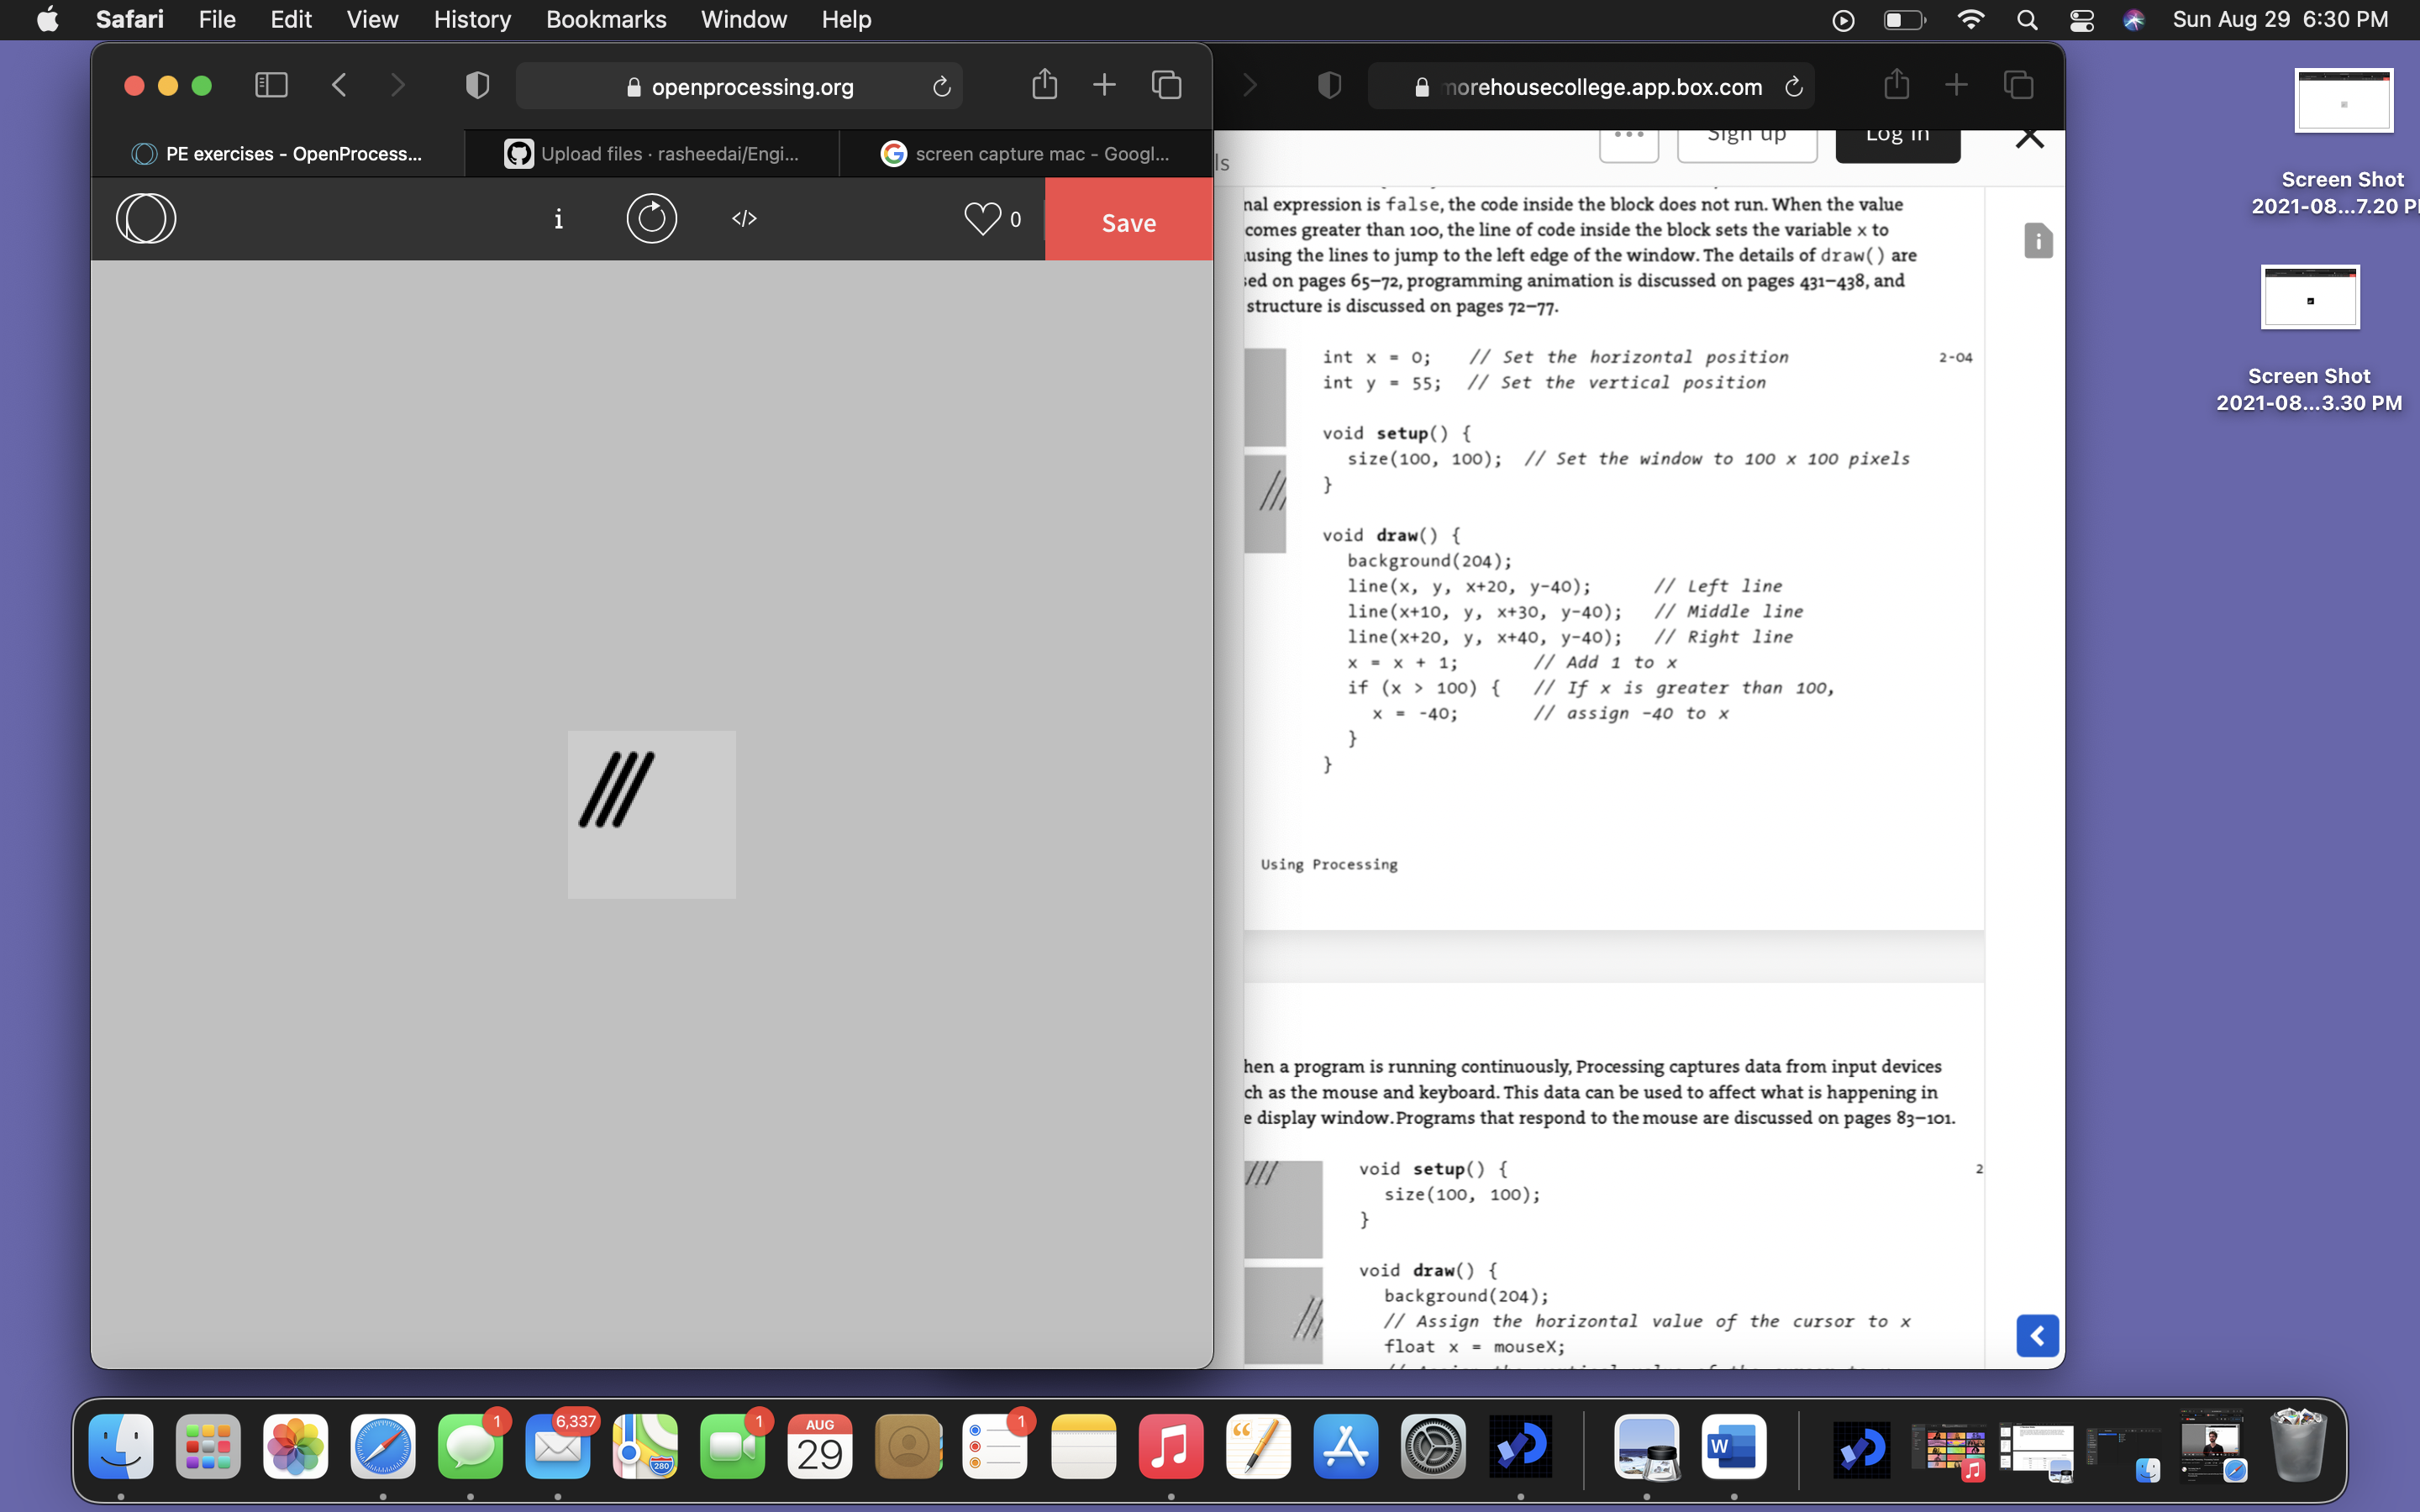 Safari File Edit View History Bookmarks Window Help Sun Aug 29 6:30 PM
openprocessing.org
PE exercises - OpenProcess... Upload files · rasheedai/Engi... screen capture mac - Googl...
i </> 0 Save
morehousecollege.app.box.com
ls ... Sign up Log in
nal expression is false, the code inside the block does not run. When the value
comes greater than 100, the line of code inside the block sets the variable x to
using the lines to jump to the left edge of the window. The details of draw() are
sed on pages 65–72, programming animation is discussed on pages 431–438, and
structure is discussed on pages 72–77.
int x = 0; // Set the horizontal position 2-04
int y = 55; // Set the vertical position
void setup() {
size(100, 100); // Set the window to 100 x 100 pixels
}
void draw() {
background(204);
line(x, y, x+20, y-40); // Left line
line(x+10, y, x+30, y-40); // Middle line
line(x+20, y, x+40, y-40); // Right line
x = x + 1; // Add 1 to x
if (x > 100) { // If x is greater than 100,
x = -40; // assign -40 to x
}
}
Using Processing
hen a program is running continuously, Processing captures data from input devices
ch as the mouse and keyboard. This data can be used to affect what is happening in
e display window. Programs that respond to the mouse are discussed on pages 83–101.
void setup() { 2
size(100, 100);
}
void draw() {
background(204);
// Assign the horizontal value of the cursor to x
float x = mouseX;
Screen Shot
2021-08...7.20 P
Screen Shot
2021-08...3.30 PM
1 6,337 1 1
AUG
29
280
W